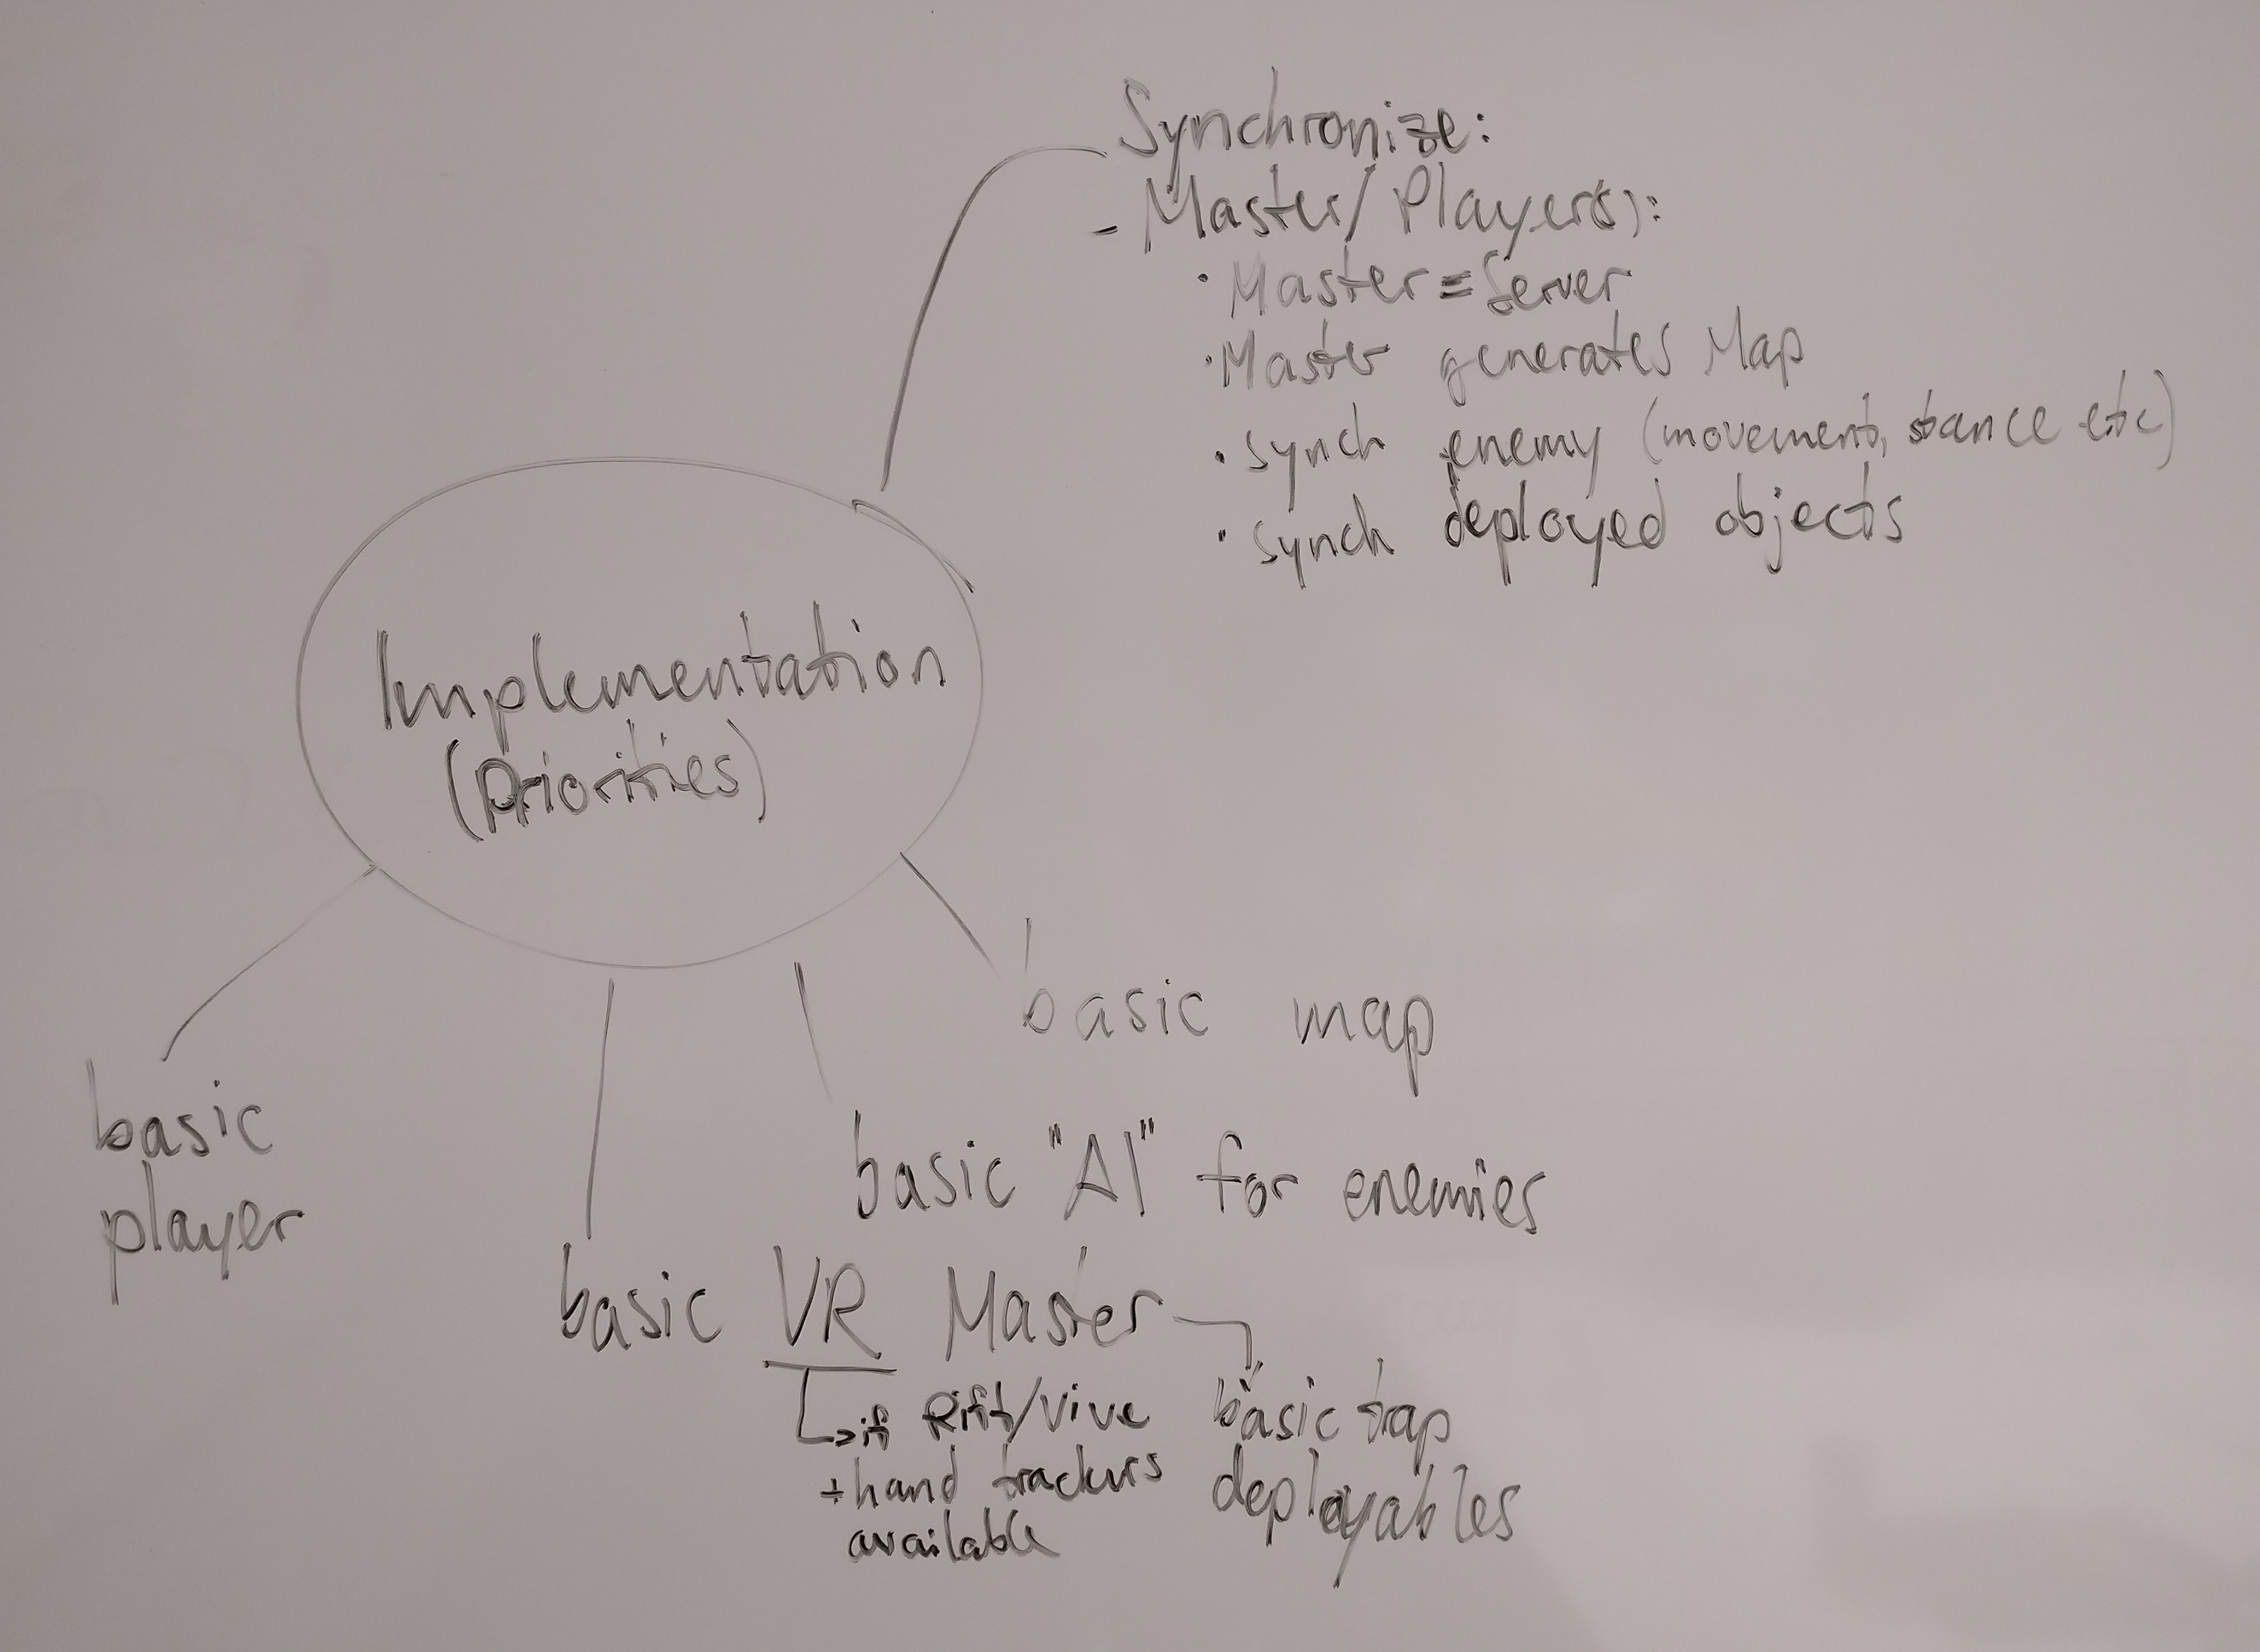 Synchronize:
- Master/Player(s):
· Master = Server
· Master generates Map
· synch enemy (movement, stance etc)
· synch deployed objects
Implementation
(Priorities)
basic map
basic
player
basic "AI" for enemies
basic VR Master
if Rift/Vive
+ hand trackers
available
basic trap
deployables